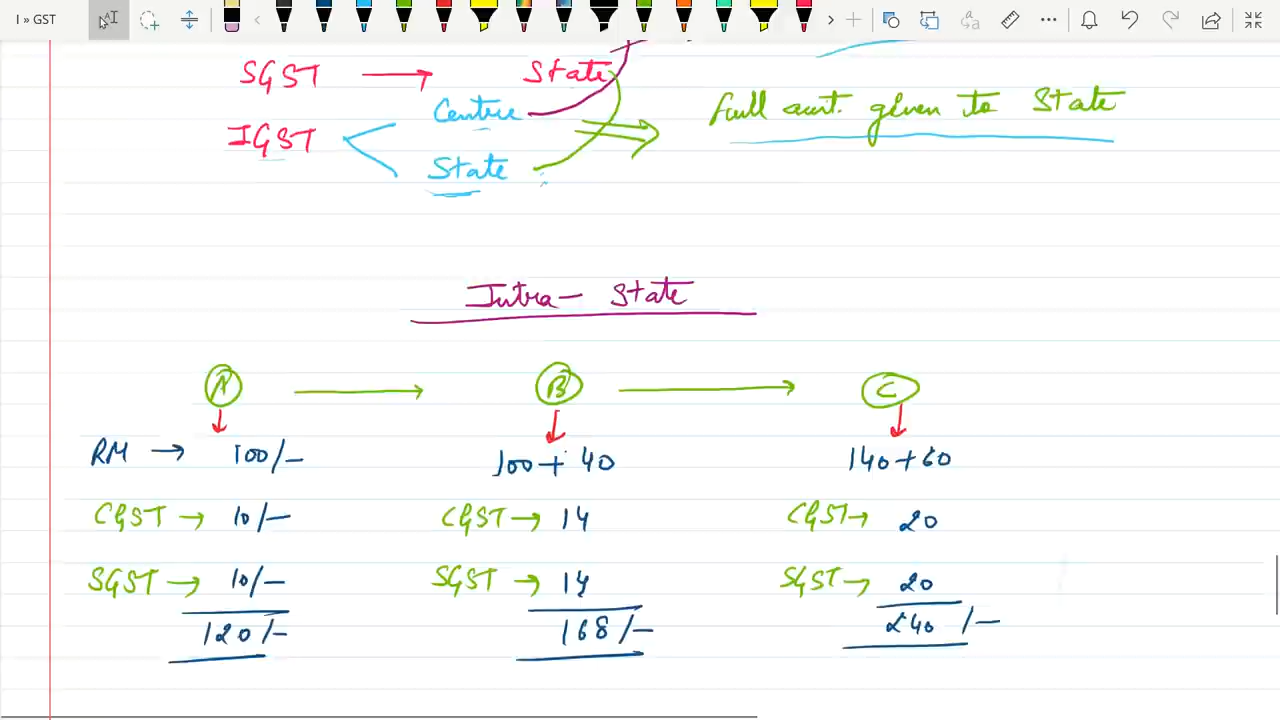 I » GST
SGST → State
Centre
full amt. given to State
IGST
State
Intra - State
A → B → C
RM → 100/- 100 + 40 140 + 60
CGST → 10/- CGST → 14 CGST → 20
SGST → 10/- SGST → 14 SGST → 20
120/- 168/- 240/-